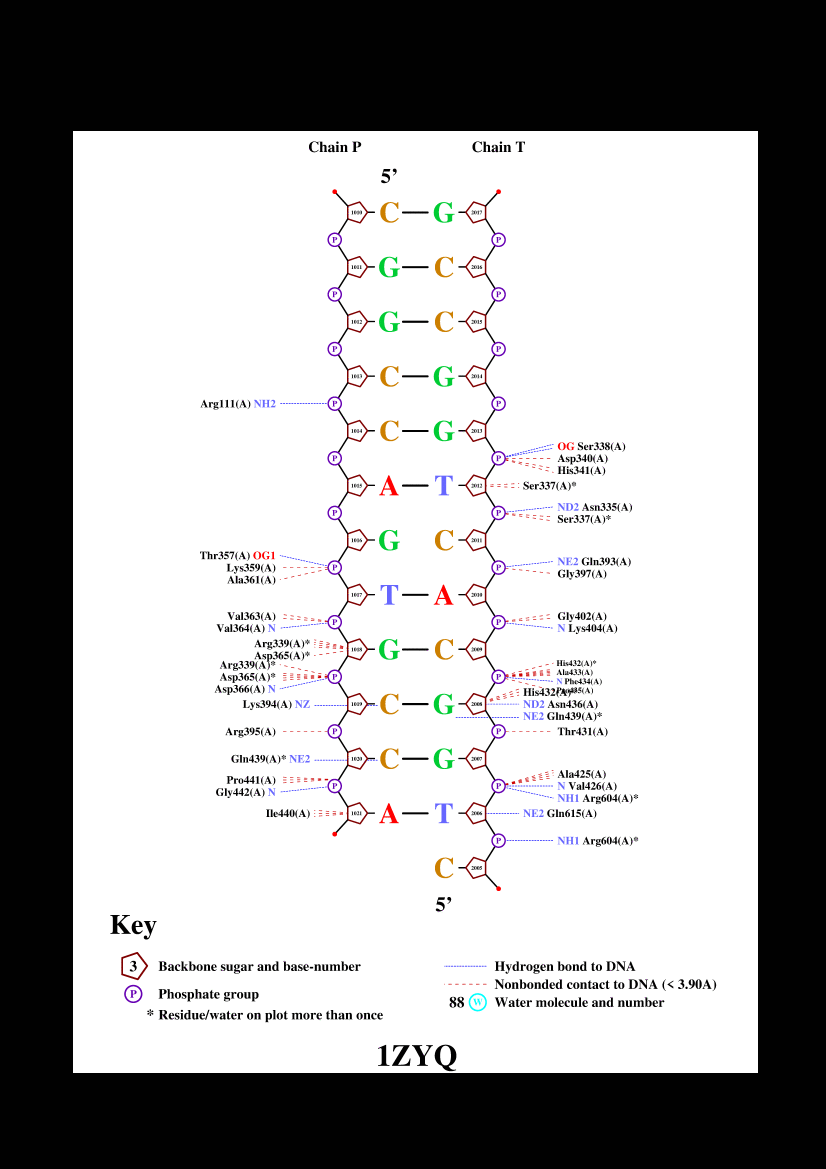 Chain P Chain T
5’
1010 C G 2017
P P
1011 G C 2016
P P
1012 G C 2015
P P
1013 C G 2014
Arg111(A) NH2 P P
1014 C G 2013
OG Ser338(A)
P P Asp340(A)
His341(A)
1015 A T 2012 Ser337(A)*
ND2 Asn335(A)
P P
Ser337(A)*
1016 G C 2011
Thr357(A) OG1
NE2 Gln393(A)
Lys359(A) P P
Gly397(A)
Ala361(A)
1017 T A 2010
Val363(A) Gly402(A)
P P
Val364(A) N N Lys404(A)
Arg339(A)*
1018 G C 2009
Asp365(A)*
Arg339(A)* His432(A)*
Ala433(A)
Asp365(A)* P P
N Phe434(A)
Asp366(A) N
His432(A)*
Lys394(A) NZ 1019 C G 2008 ND2 Asn436(A)
NE2 Gln439(A)*
Arg395(A) P P Thr431(A)
Gln439(A)* NE2 1020 C G 2007
Ala425(A)
Pro441(A)
P P N Val426(A)
Gly442(A) N
NH1 Arg604(A)*
Ile440(A) 1021 A T 2006 NE2 Gln615(A)
P NH1 Arg604(A)*
C 2005
5’
Key
3 Backbone sugar and base-number
Hydrogen bond to DNA
Nonbonded contact to DNA (< 3.90A)
P Phosphate group
88 W Water molecule and number
* Residue/water on plot more than once
1ZYQ